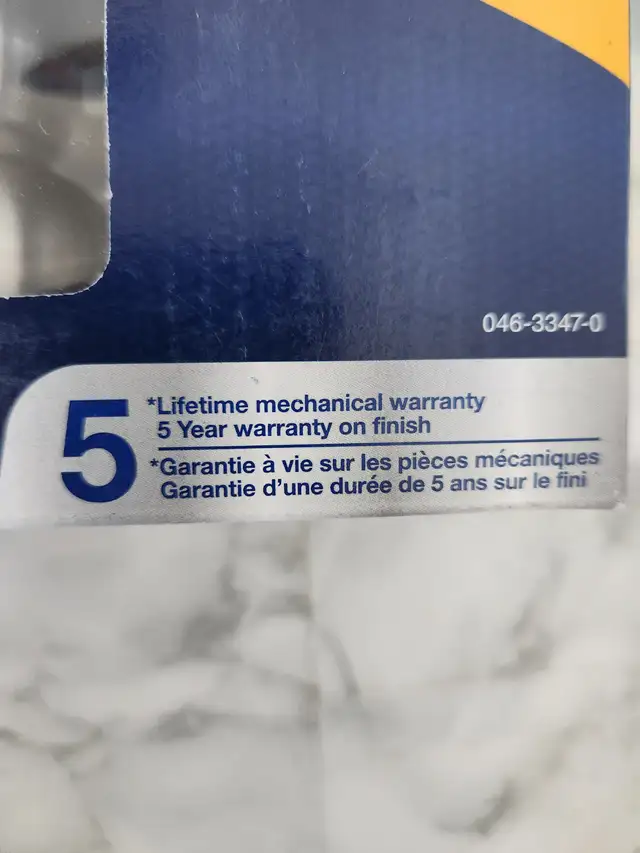 046-3347-0
5
*Lifetime mechanical warranty
5 Year warranty on finish
*Garantie à vie sur les pièces mécaniques
Garantie d'une durée de 5 ans sur le fini